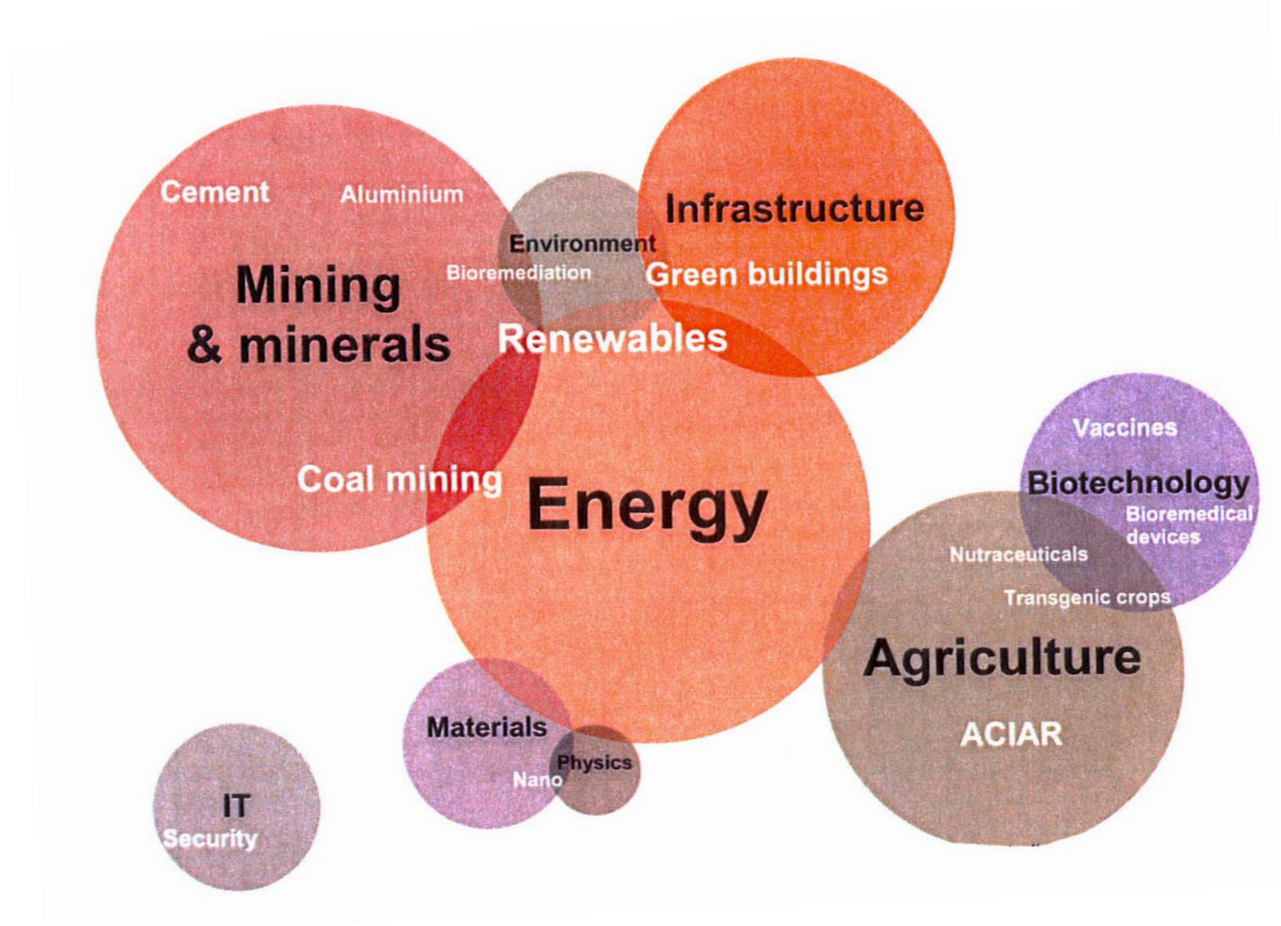 Cement
Aluminium
Mining
& minerals
Coal mining
Environment
Bioremediation
Infrastructure
Green buildings
Renewables
Energy
Vaccines
Biotechnology
Bioremedical
devices
Nutraceuticals
Transgenic crops
Agriculture
ACIAR
Materials
Nano
Physics
IT
Security